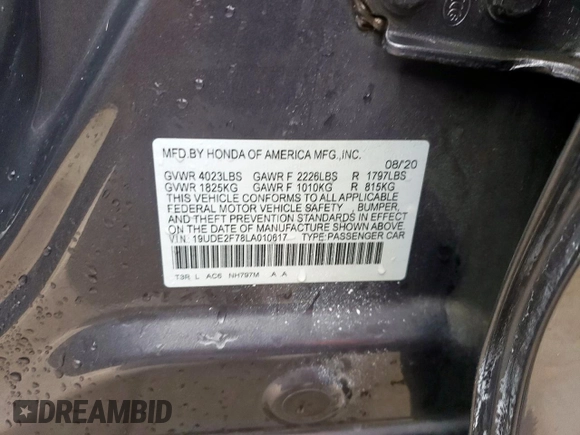 MFD.BY HONDA OF AMERICA MFG.,INC.
08/'20
GVWR 4023LBS GAWR F 2226LBS R 1797LBS
GVWR 1825KG GAWR F 1010KG R 815KG
THIS VEHICLE CONFORMS TO ALL APPLICABLE
FEDERAL MOTOR VEHICLE SAFETY , BUMPER,
AND THEFT PREVENTION STANDARDS IN EFFECT
ON THE DATE OF MANUFACTURE SHOWN ABOVE.
V.I.N.: 19UDE2F78LA010617 TYPE:PASSENGER CAR
T3R L AC6 NH797M A A
DREAMBID